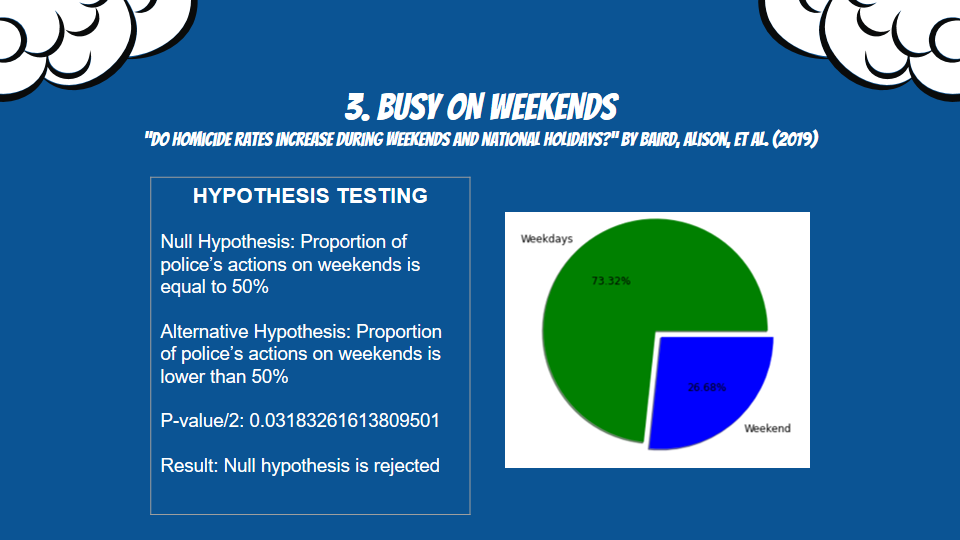 3. BUSY ON WEEKENDS
"DO HOMICIDE RATES INCREASE DURING WEEKENDS AND NATIONAL HOLIDAYS?" BY BAIRD, ALISON, ET AL. (2019)
HYPOTHESIS TESTING
Null Hypothesis: Proportion of
police’s actions on weekends is
equal to 50%
Alternative Hypothesis: Proportion
of police’s actions on weekends is
lower than 50%
P-value/2: 0.03183261613809501
Result: Null hypothesis is rejected
Weekdays
73.32%
26.68%
Weekend